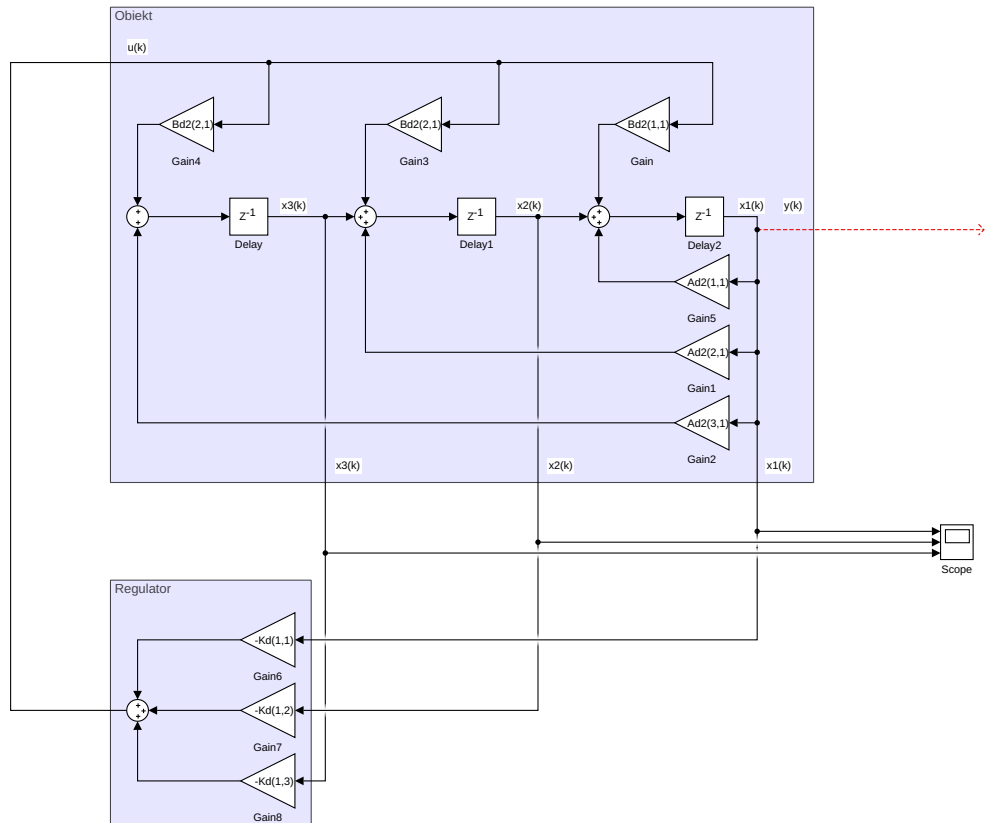 Obiekt
u(k)
Bd2(2,1)
Bd2(2,1)
Bd2(1,1)
Gain4
Gain3
Gain
x3(k)
x2(k)
x1(k)
y(k)
+
+
Z-1
+
+
+
Z-1
+
+
+
Z-1
Delay
Delay1
Delay2
Ad2(1,1)
Gain5
Ad2(2,1)
Gain1
Ad2(3,1)
Gain2
x3(k)
x2(k)
x1(k)
Scope
Regulator
-Kd(1,1)
Gain6
+
+
+
-Kd(1,2)
Gain7
-Kd(1,3)
Gain8